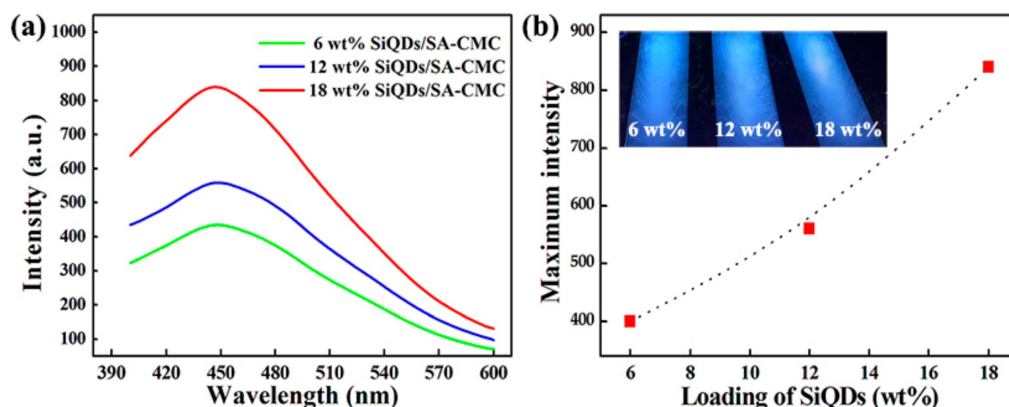 (a)
1000
900
800
700
600
500
400
300
200
100
Intensity (a.u.)
6 wt% SiQDs/SA-CMC
12 wt% SiQDs/SA-CMC
18 wt% SiQDs/SA-CMC
390 420 450 480 510 540 570 600
Wavelength (nm)
(b)
900
800
700
600
500
400
Maximum intensity
6 wt% 12 wt% 18 wt%
6 8 10 12 14 16 18
Loading of SiQDs (wt%)